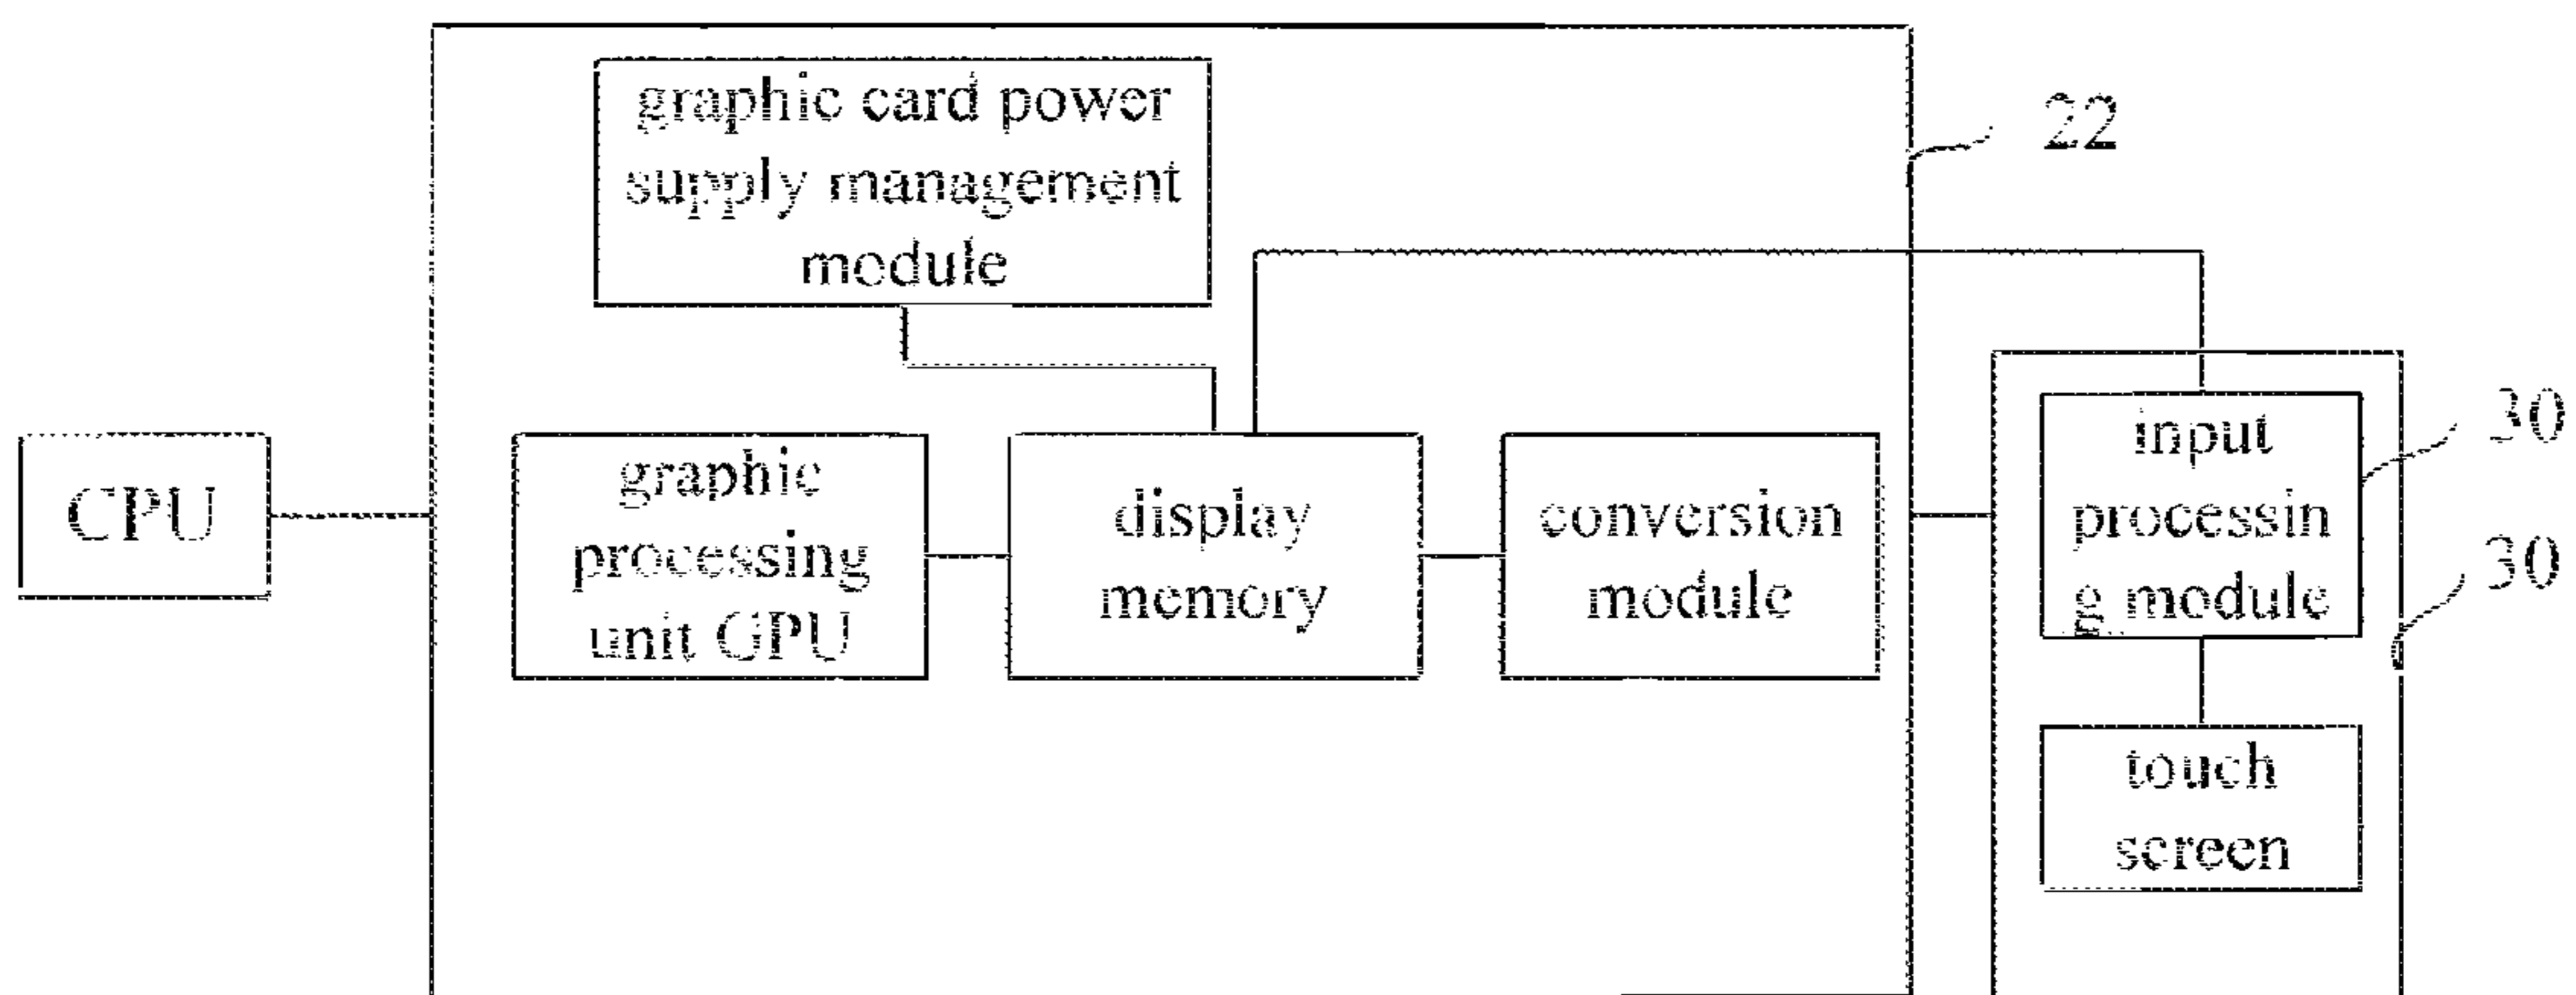 graphic card power
supply management
module
22
CPU
graphic
processing
unit GPU
display
memory
conversion
module
input
processin
g module
30
touch
screen